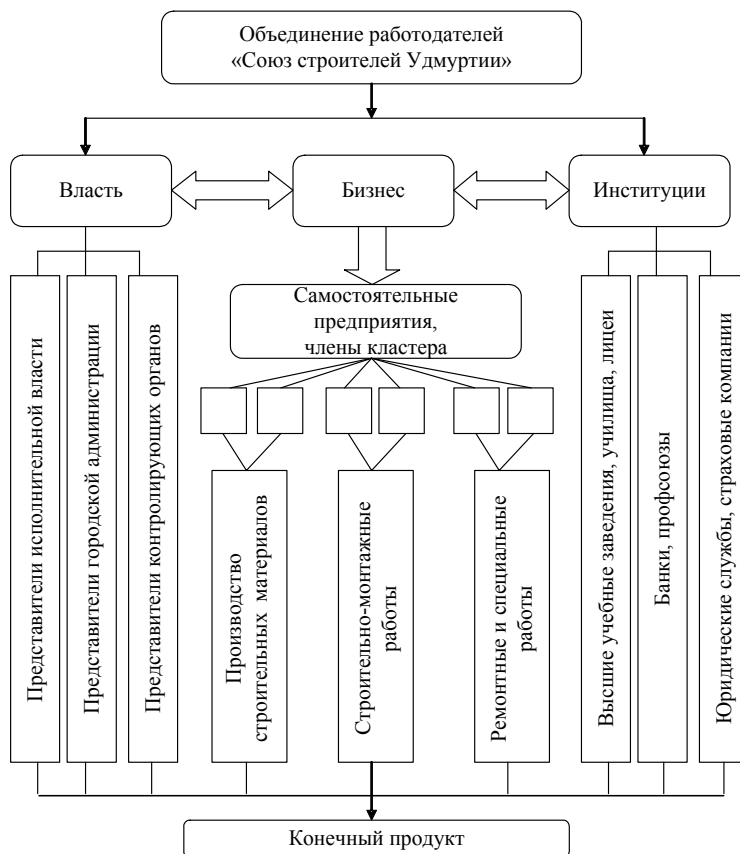 Объединение работодателей
«Союз строителей Удмуртии»
Власть
Бизнес
Институции
Самостоятельные
предприятия,
члены кластера
Представители исполнительной власти
Представители городской администрации
Представители контролирующих органов
Производство
строительных материалов
Строительно-монтажные
работы
Ремонтные и специальные
работы
Высшие учебные заведения, училища, лицеи
Банки, профсоюзы
Юридические службы, страховые компании
Конечный продукт